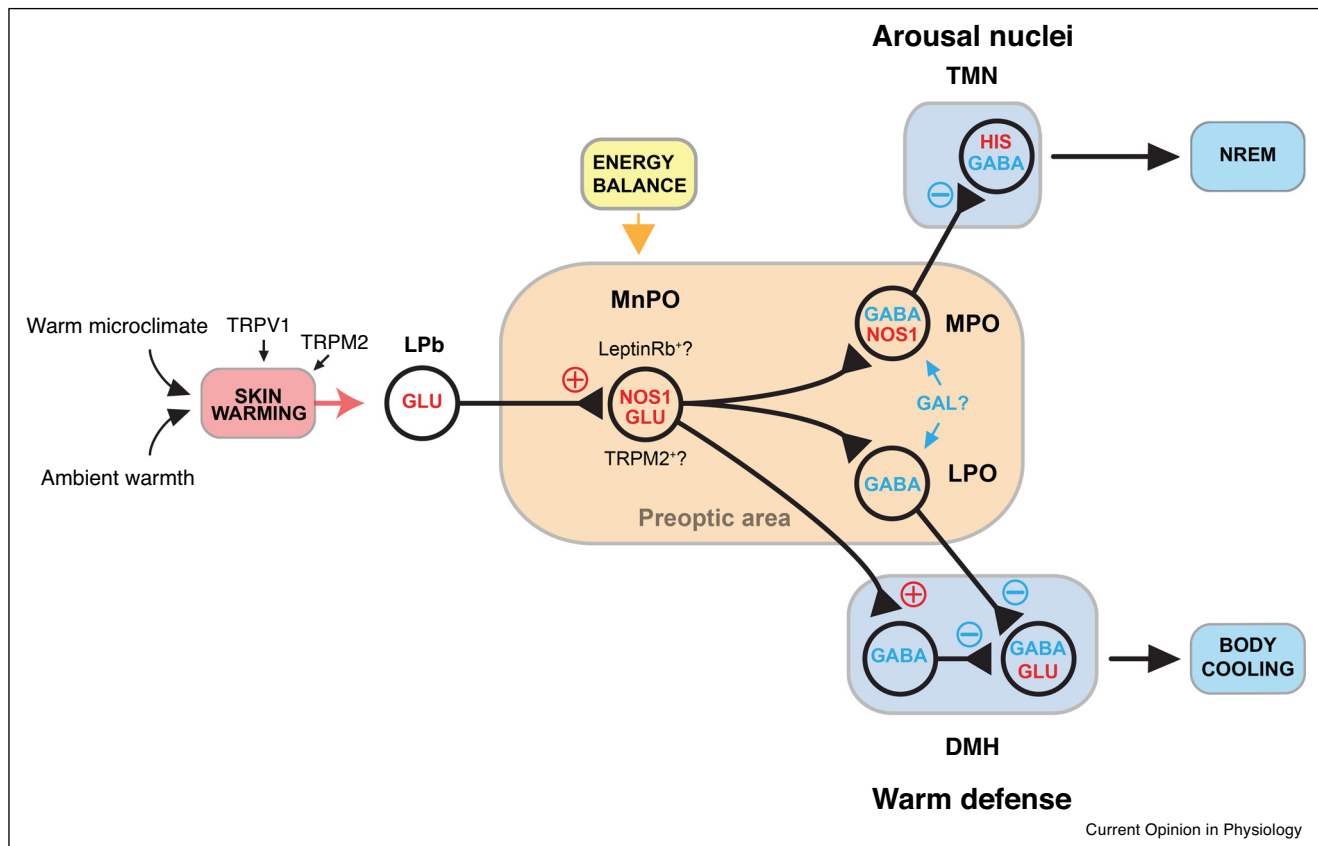 Arousal nuclei
TMN
HIS
GABA
NREM
ENERGY
BALANCE
MnPO
Warm microclimate
TRPV1
TRPM2
LPb
LeptinRb⁺?
GABA
NOS1
MPO
SKIN
WARMING
GLU
NOS1
GLU
GAL?
Ambient warmth
TRPM2⁺?
GABA
LPO
Preoptic area
GABA
GABA
GLU
BODY
COOLING
DMH
Warm defense
Current Opinion in Physiology